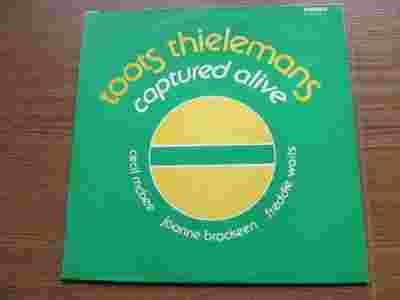 toots thielemans
captured alive
cecil mcbee
joanne brackeen
freddie waits